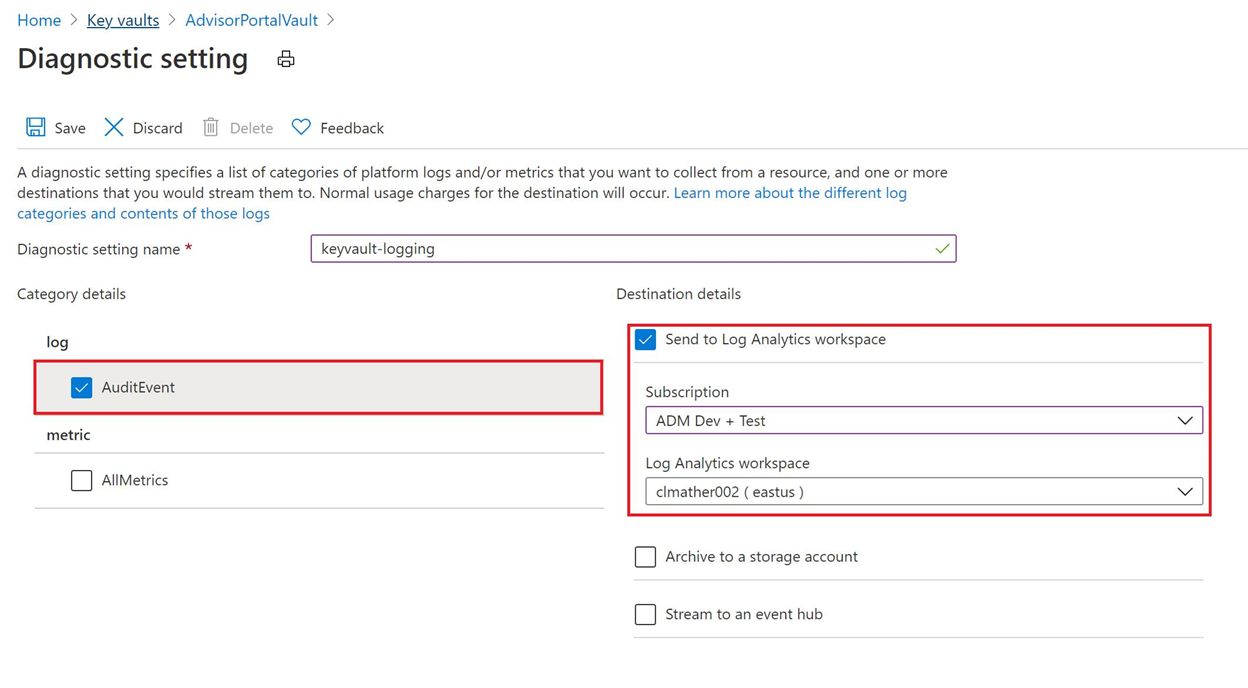 Home > Key vaults > AdvisorPortalVault >
Diagnostic setting
Save Discard Delete Feedback
A diagnostic setting specifies a list of categories of platform logs and/or metrics that you want to collect from a resource, and one or more
destinations that you would stream them to. Normal usage charges for the destination will occur. Learn more about the different log
categories and contents of those logs
Diagnostic setting name * keyvault-logging
Category details
Destination details
log
AuditEvent
metric
AllMetrics
Send to Log Analytics workspace
Subscription
ADM Dev + Test
Log Analytics workspace
clmather002 ( eastus )
Archive to a storage account
Stream to an event hub